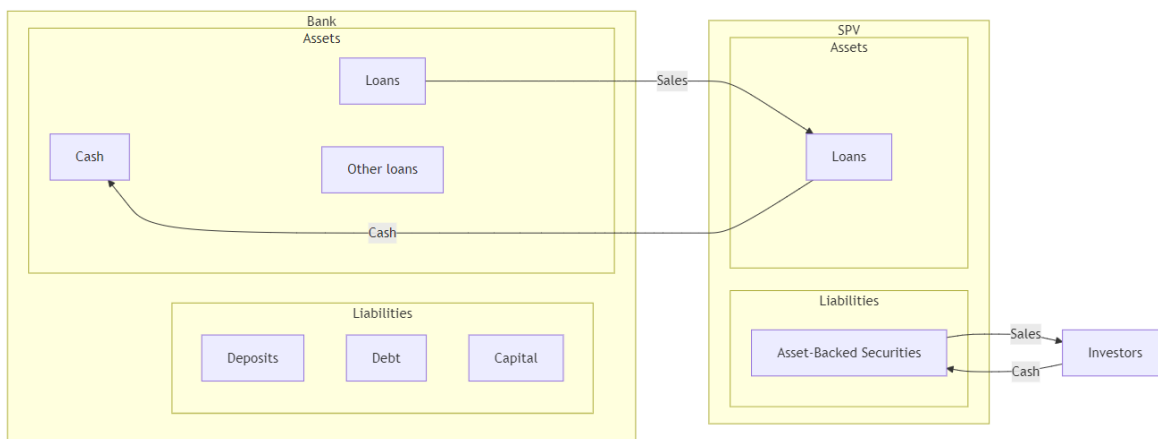 Bank
Assets
Loans
Cash
Other loans
Liabilities
Deposits
Debt
Capital
Sales
Cash
SPV
Assets
Loans
Liabilities
Asset-Backed Securities
Sales
Cash
Investors